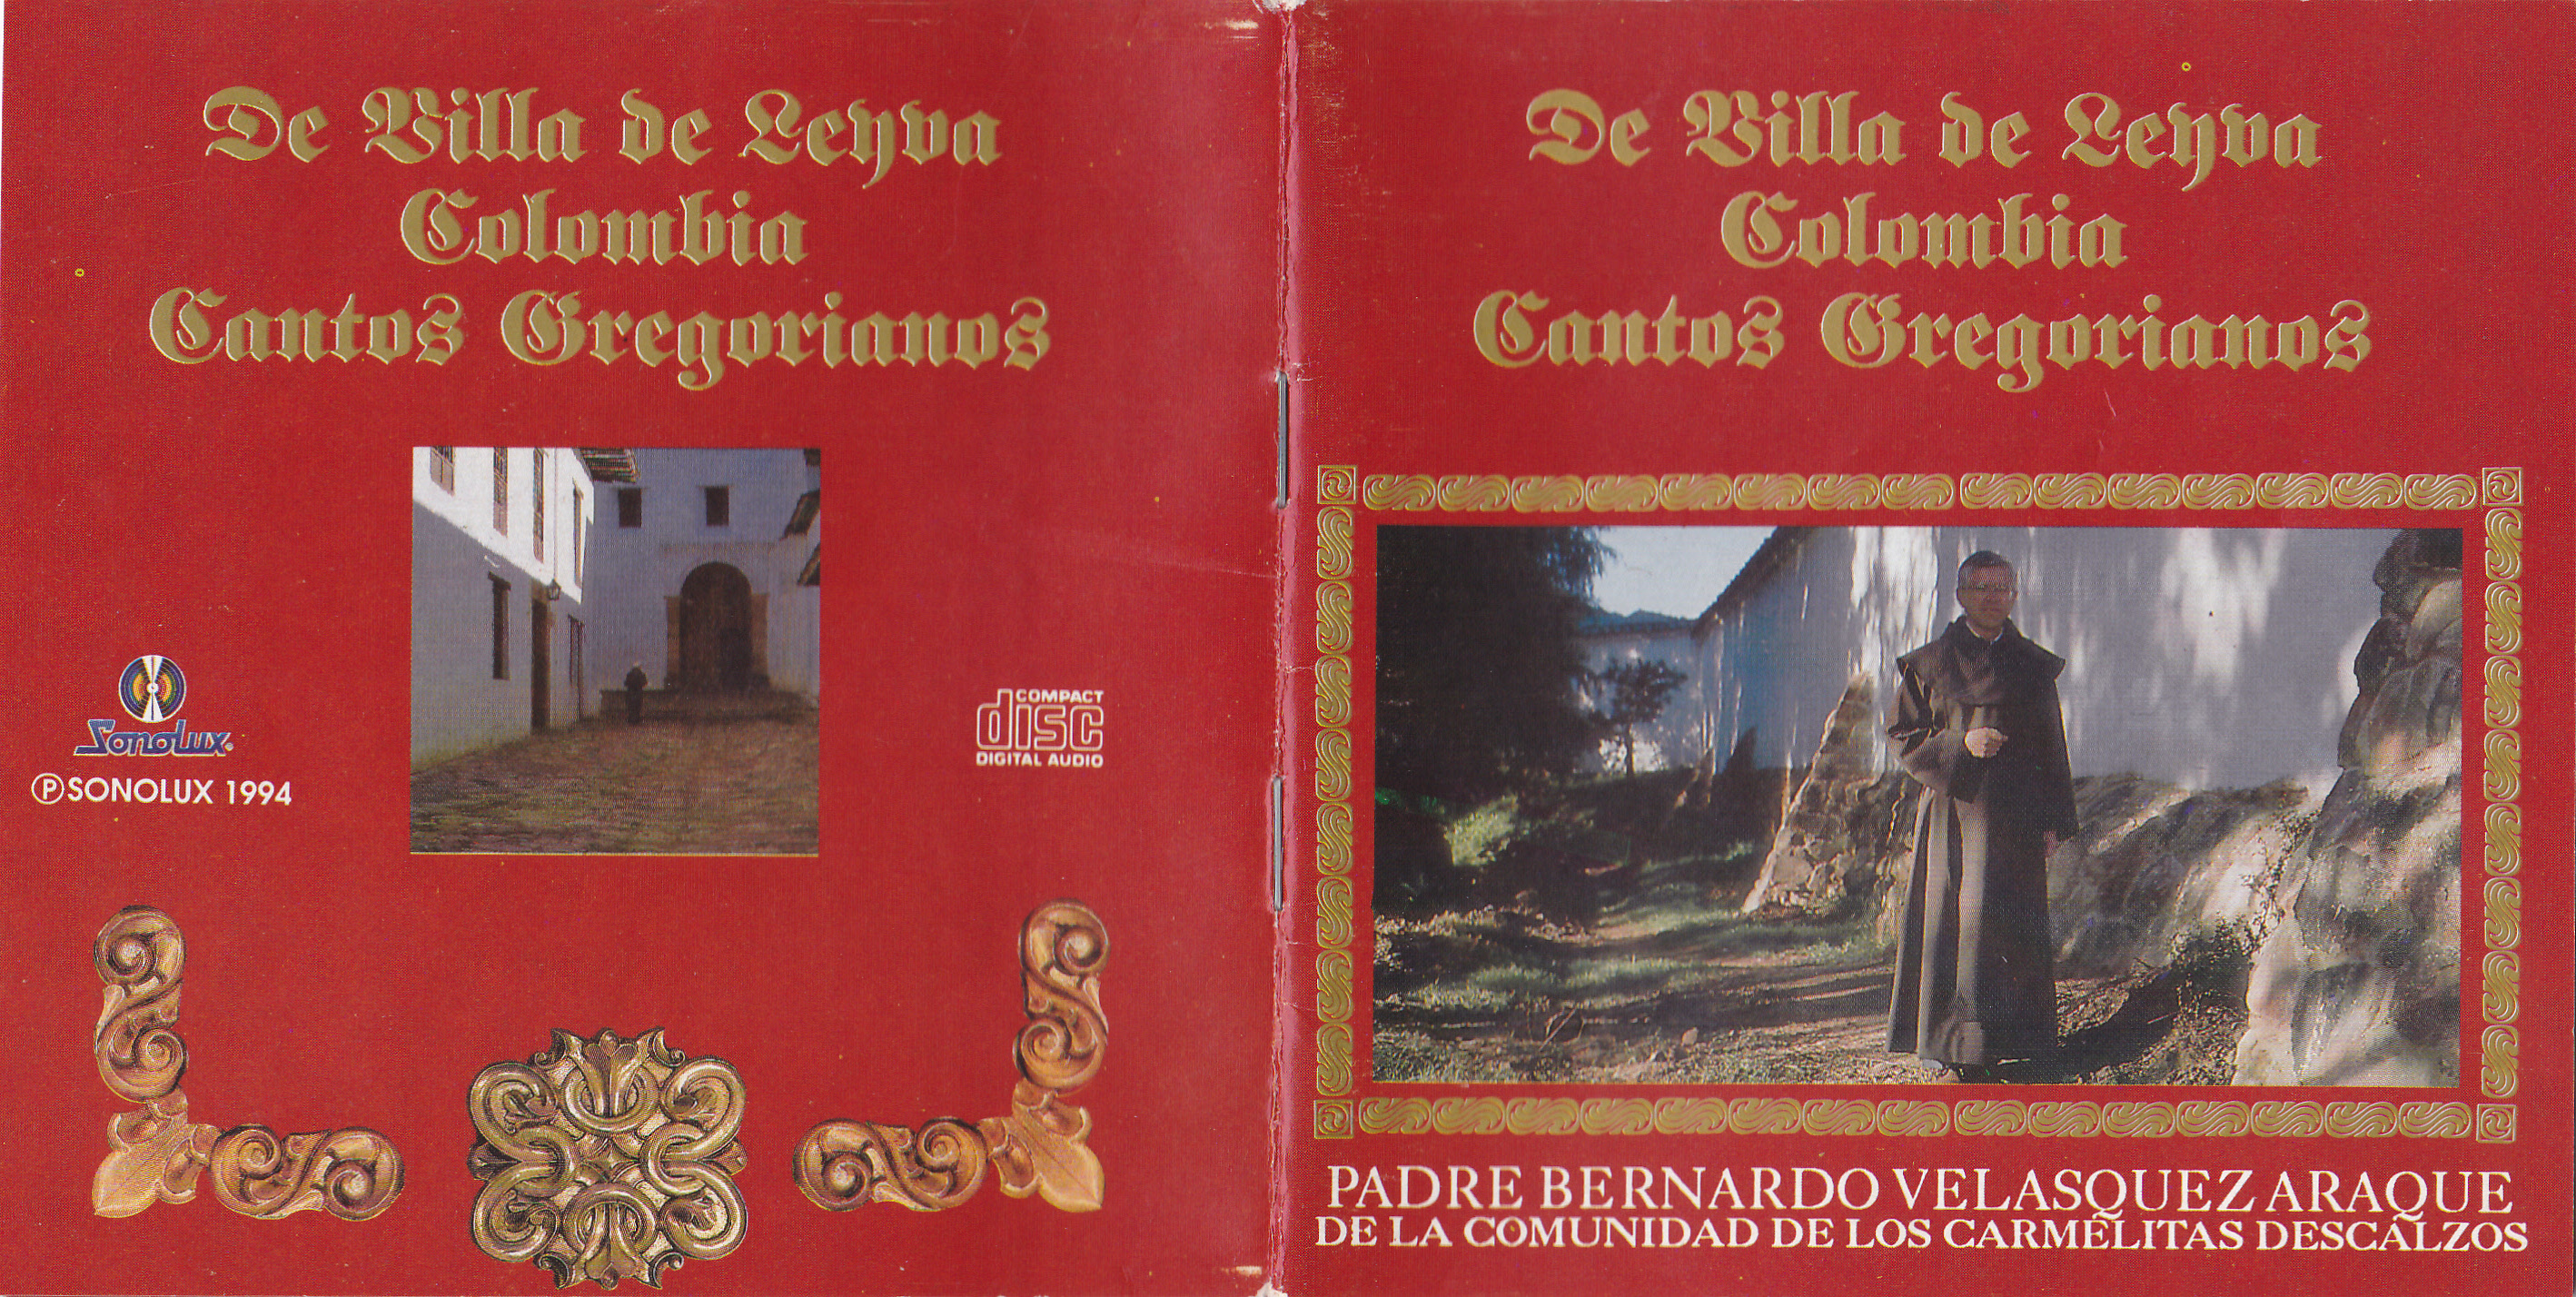 De Villa de Leyva
Colombia
Cantos Gregorianos
Sonolux
℗ SONOLUX 1994
COMPACT
disc
DIGITAL AUDIO
De Villa de Leyva
Colombia
Cantos Gregorianos
PADRE BERNARDO VELASQUEZ ARAQUE
DE LA COMUNIDAD DE LOS CARMELITAS DESCALZOS